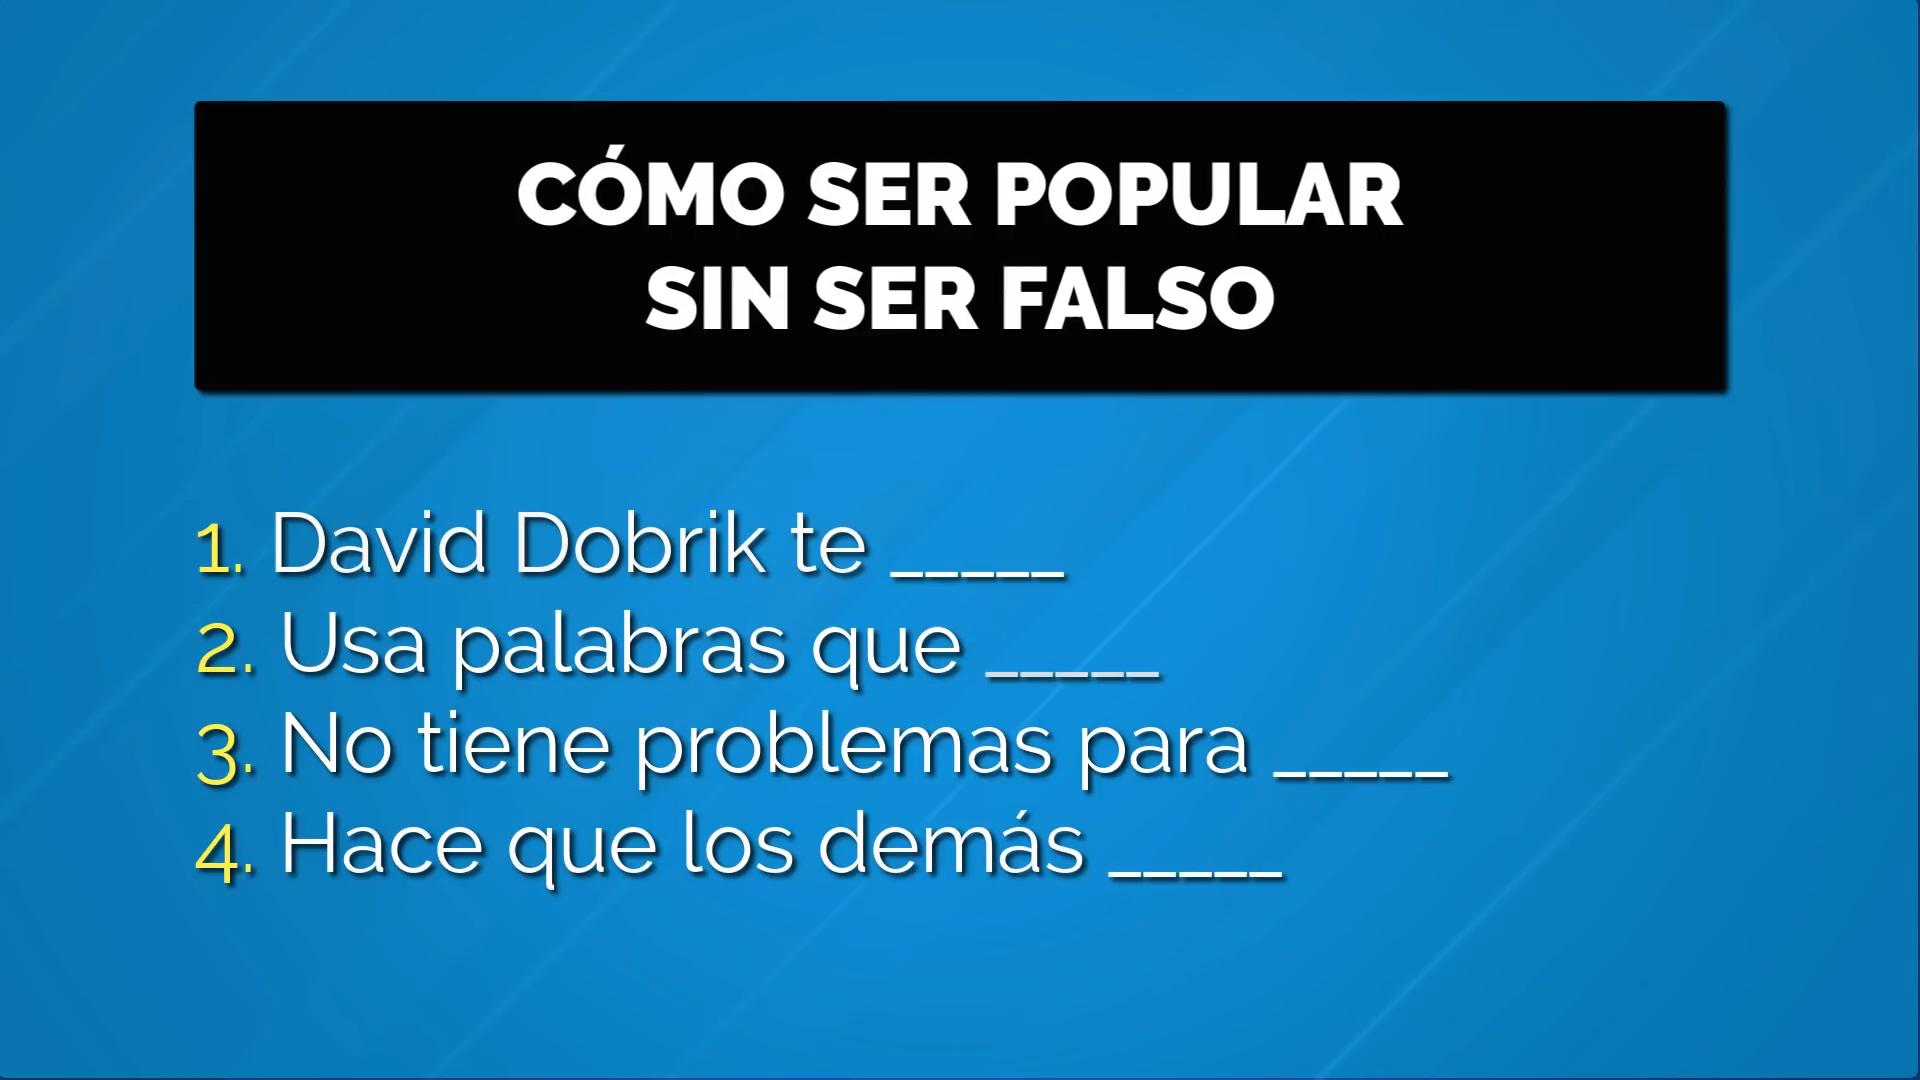 CÓMO SER POPULAR
SIN SER FALSO
1. David Dobrik te _____
2. Usa palabras que _____
3. No tiene problemas para _____
4. Hace que los demás _____